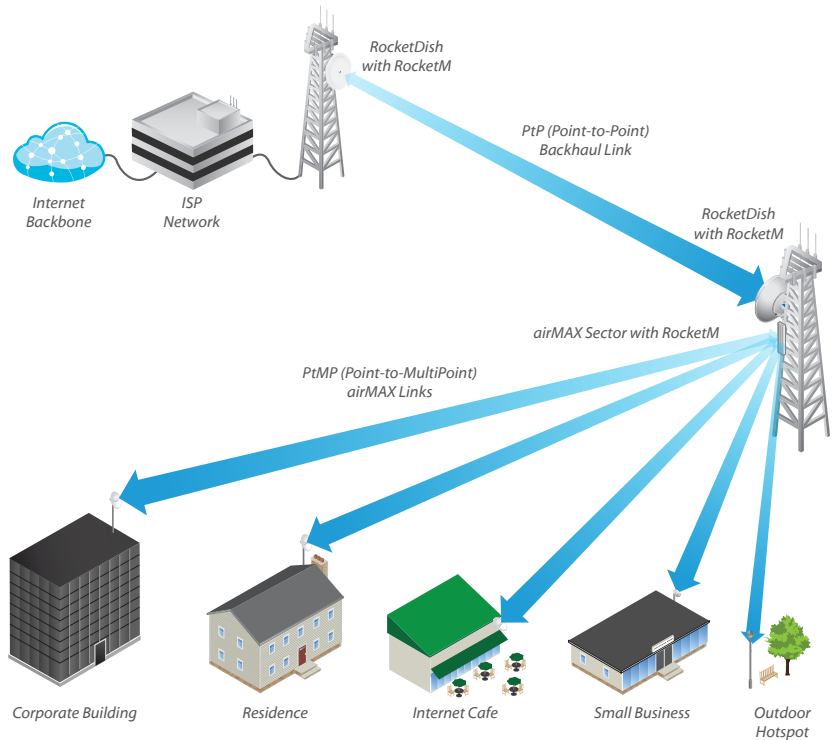 RocketDish
with RocketM
PtP (Point-to-Point)
Backhaul Link
Internet
Backbone
ISP
Network
RocketDish
with RocketM
airMAX Sector with RocketM
PtMP (Point-to-MultiPoint)
airMAX Links
Corporate Building
Residence
Internet Cafe
Small Business
Outdoor
Hotspot